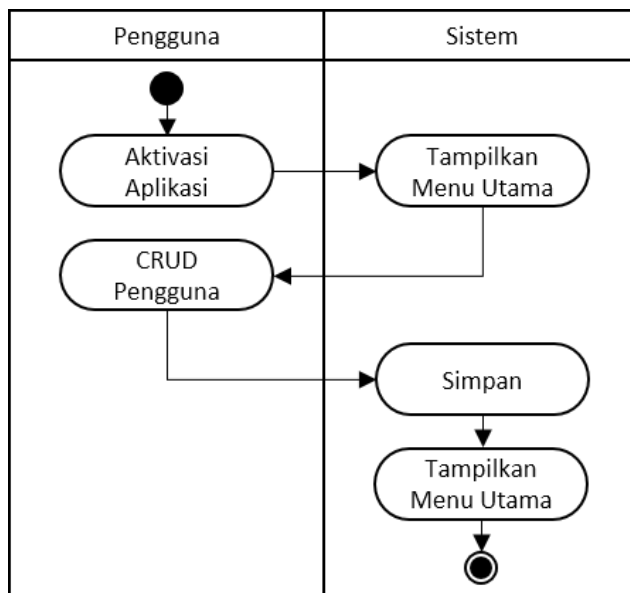 Pengguna
Sistem
Aktivasi
Aplikasi
Tampilkan
Menu Utama
CRUD
Pengguna
Simpan
Tampilkan
Menu Utama